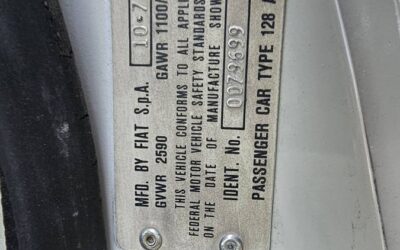 MFD. BY FIAT S.p.A. 10-7
GVWR 2590 GAWR 1100/
THIS VEHICLE CONFORMS TO ALL APPL
FEDERAL MOTOR VEHICLE SAFETY STANDARDS
ON THE DATE OF MANUFACTURE SHOW
IDENT. No. 0079699
PASSENGER CAR TYPE 128 A